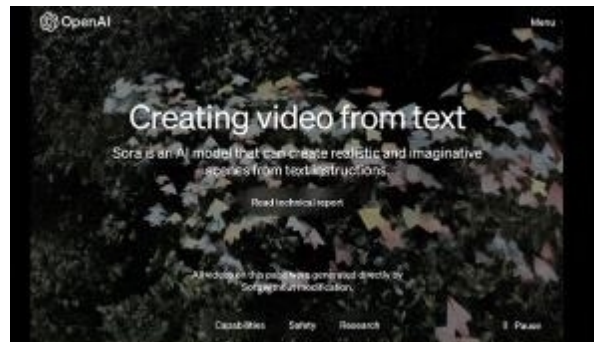 OpenAI
Menu
Creating video from text
Sora is an AI model that can create realistic and imaginative
scenes from text instructions.
Read technical report
All videos on this page were generated directly by
Sora without modification.
Capabilities Safety Research
Pause